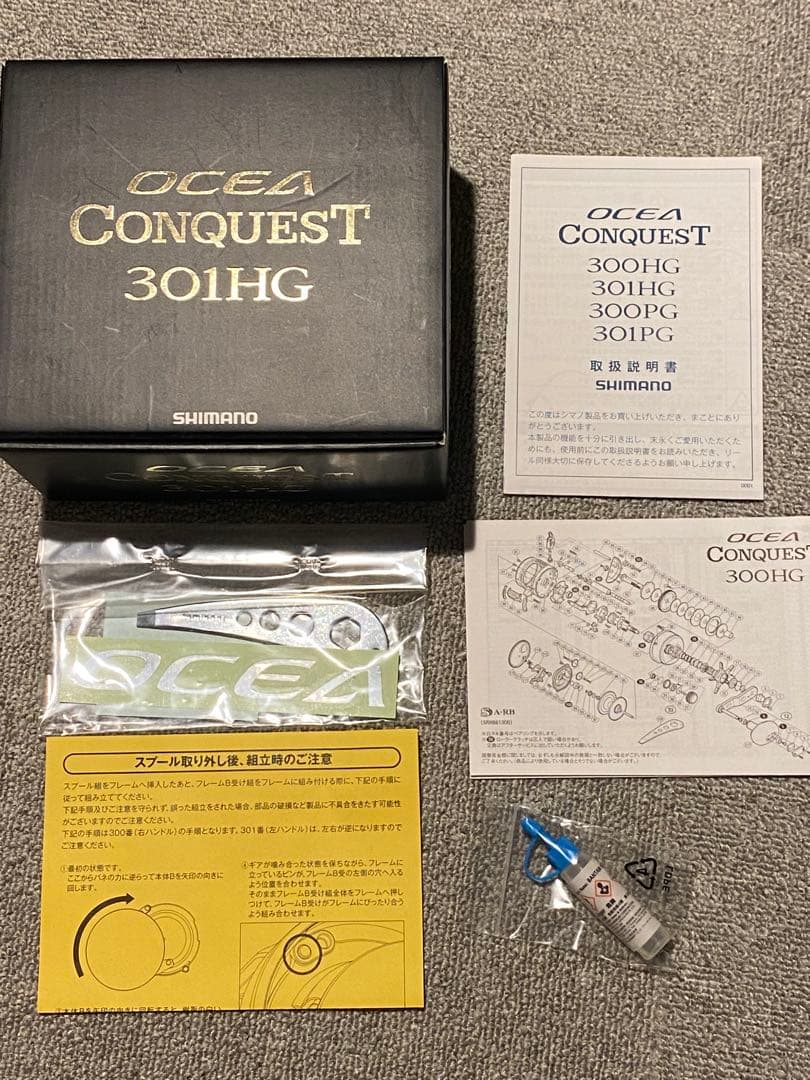 OCEA
CONQUEST
301HG
SHIMANO
OCEA
CONQUEST
OCEA
CONQUEST
300HG
301HG
300PG
301PG
取扱説明書
SHIMANO
この度はシマノ製品をお買い上げいただき、まことにあり
がとうございます。
本製品の機能を十分に引き出し、末永くご愛用いただくた
めにも、使用前にこの取扱説明書をお読みいただき、リー
ル同様大切に保存してくださるようお願い申し上げます。
OCEA
CONQUEST
300HG
A-RB
OCEA
スプール取り外し後、組立時のご注意
スプール組をフレームへ挿入したあと、フレームB受け組をフレームに組み付ける際に、下記の手順に
従って組み立ててください。
下記手順及びご注意を守られず、誤った組立をされた場合、部品の破損など製品に不具合をきたす可能性
がございますのでご注意ください。
下記の手順は300番（右ハンドル）の手順となります。301番（左ハンドル）は、左右が逆になりますので
ご注意ください。
①最初の状態です。
ここからバネの力に逆らって本体Bを矢印の向きに
回します。
④ギアが噛み合った状態を保ちながら、フレームに
立っているピンが、フレームB受の左側の穴へ入る
よう位置を合わせます。
そのままフレームB受け組全体をフレームへ押し
つけて、フレームB受けがフレームにぴったり合う
よう組み合わせます。